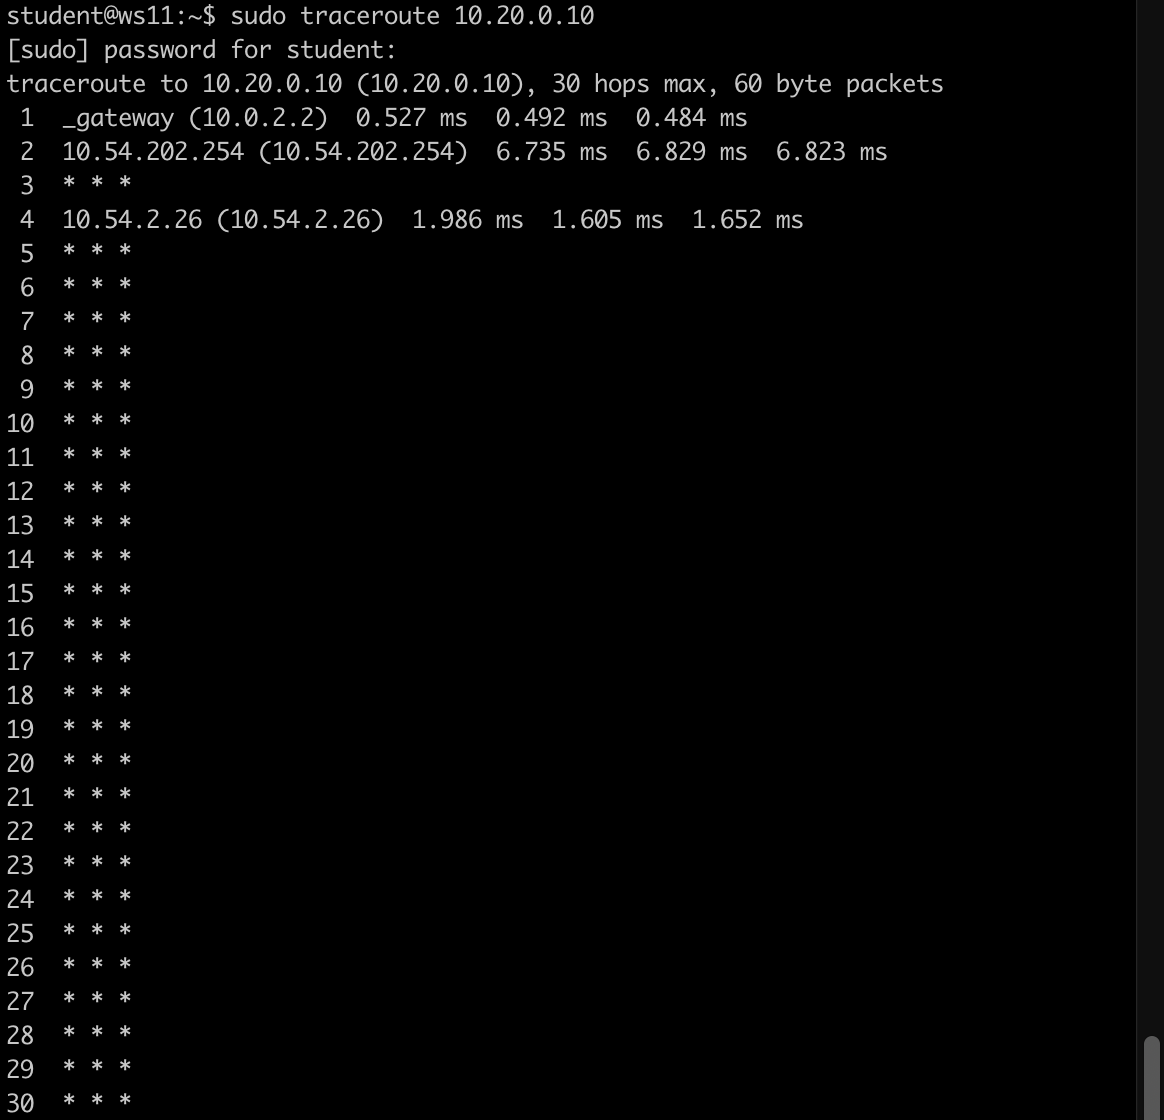 student@ws11:~$ sudo traceroute 10.20.0.10
[sudo] password for student:
traceroute to 10.20.0.10 (10.20.0.10), 30 hops max, 60 byte packets
 1  _gateway (10.0.2.2)  0.527 ms  0.492 ms  0.484 ms
 2  10.54.202.254 (10.54.202.254)  6.735 ms  6.829 ms  6.823 ms
 3  * * *
 4  10.54.2.26 (10.54.2.26)  1.986 ms  1.605 ms  1.652 ms
 5  * * *
 6  * * *
 7  * * *
 8  * * *
 9  * * *
10  * * *
11  * * *
12  * * *
13  * * *
14  * * *
15  * * *
16  * * *
17  * * *
18  * * *
19  * * *
20  * * *
21  * * *
22  * * *
23  * * *
24  * * *
25  * * *
26  * * *
27  * * *
28  * * *
29  * * *
30  * * *